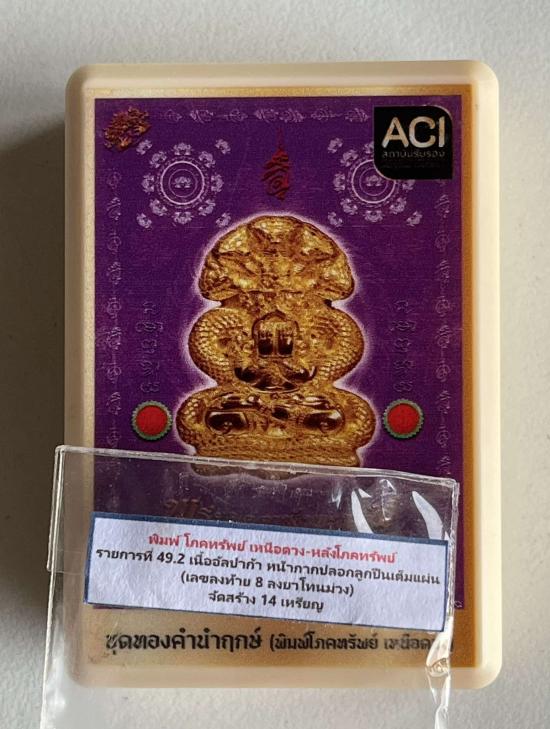 ACI
สถาบันรับรอง
พิมพ์ โภคทรัพย์ เหนือดวง-หลังโภคทรัพย์
รายการที่ 49.2 เนื้ออัลปาก้า หน้ากากปลอกลูกปืนเต็มแผ่น
(เลขลงท้าย 8 ลงยาโทนม่วง)
จัดสร้าง 14 เหรียญ
ชุดทองคำนำฤกษ์ (พิมพ์โภคทรัพย์ เหนือดวง)